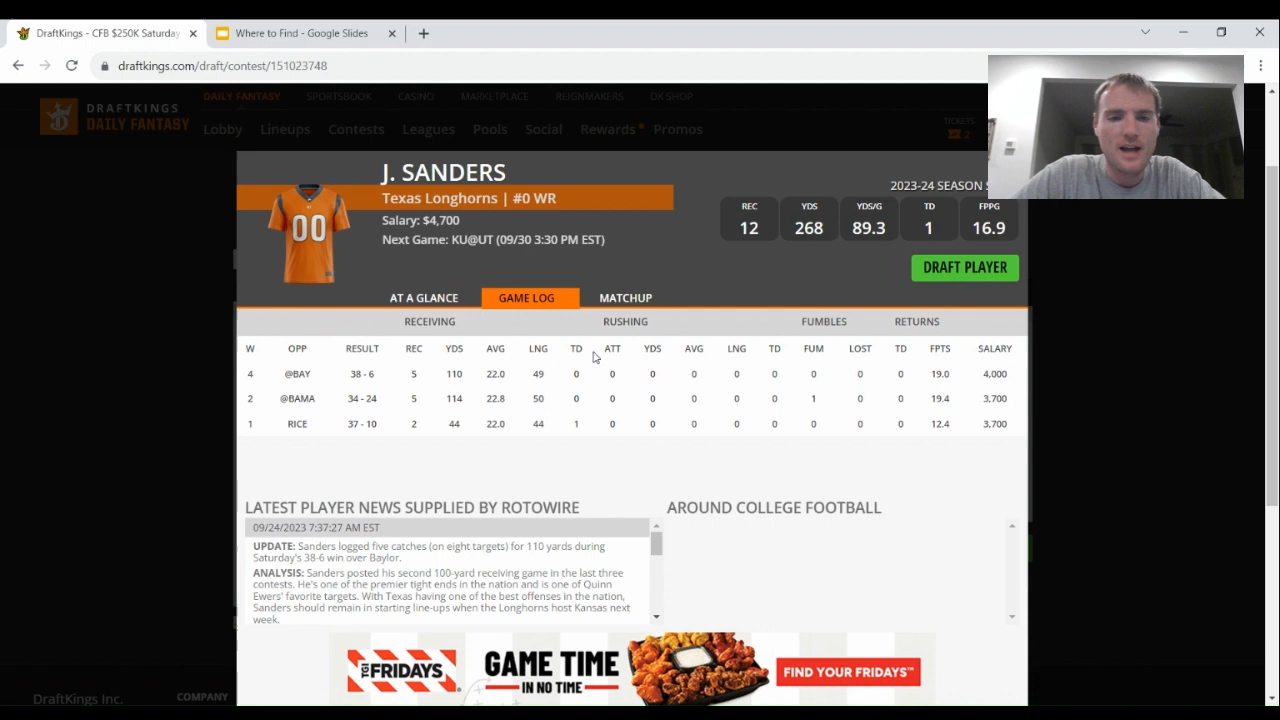 DraftKings - CFB $250K Saturday
Where to Find - Google Slides
draftkings.com/draft/contest/151023748
DRAFTKINGS
DAILY FANTASY
DAILY FANTASY SPORTSBOOK CASINO MARKETPLACE REIGNMAKERS DK SHOP
Lobby Lineups Contests Leagues Pools Social Rewards Promos
TICKETS
2
J. SANDERS
Texas Longhorns | #0 WR
Salary: $4,700
Next Game: KU@UT (09/30 3:30 PM EST)
00
2023-24 SEASON
REC YDS YDS/G TD FPPG
12 268 89.3 1 16.9
DRAFT PLAYER
AT A GLANCE GAME LOG MATCHUP
RECEIVING RUSHING FUMBLES RETURNS
W OPP RESULT REC YDS AVG LNG TD ATT YDS AVG LNG TD FUM LOST TD FPTS SALARY
4 @BAY 38 - 6 5 110 22.0 49 0 0 0 0 0 0 0 0 0 19.0 4,000
2 @BAMA 34 - 24 5 114 22.8 50 0 0 0 0 0 0 1 0 0 19.4 3,700
1 RICE 37 - 10 2 44 22.0 44 1 0 0 0 0 0 0 0 0 12.4 3,700
LATEST PLAYER NEWS SUPPLIED BY ROTOWIRE
AROUND COLLEGE FOOTBALL
09/24/2023 7:37:27 AM EST
UPDATE: Sanders logged five catches (on eight targets) for 110 yards during
Saturday's 38-6 win over Baylor.
ANALYSIS: Sanders posted his second 100-yard receiving game in the last three
contests. He's one of the premier tight ends in the nation and is one of Quinn
Ewers' favorite targets. With Texas having one of the best offenses in the nation,
Sanders should remain in starting line-ups when the Longhorns host Kansas next
week.
TGI FRIDAYS
GAME TIME
IN NO TIME
FIND YOUR FRIDAYS™
DraftKings Inc.
COMPANY